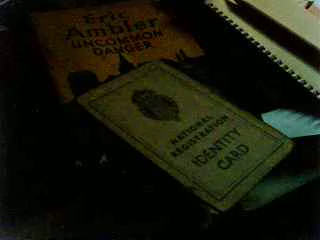 Eric
Ambler
UNCOMMON
DANGER
NATIONAL
REGISTRATION
IDENTITY
CARD